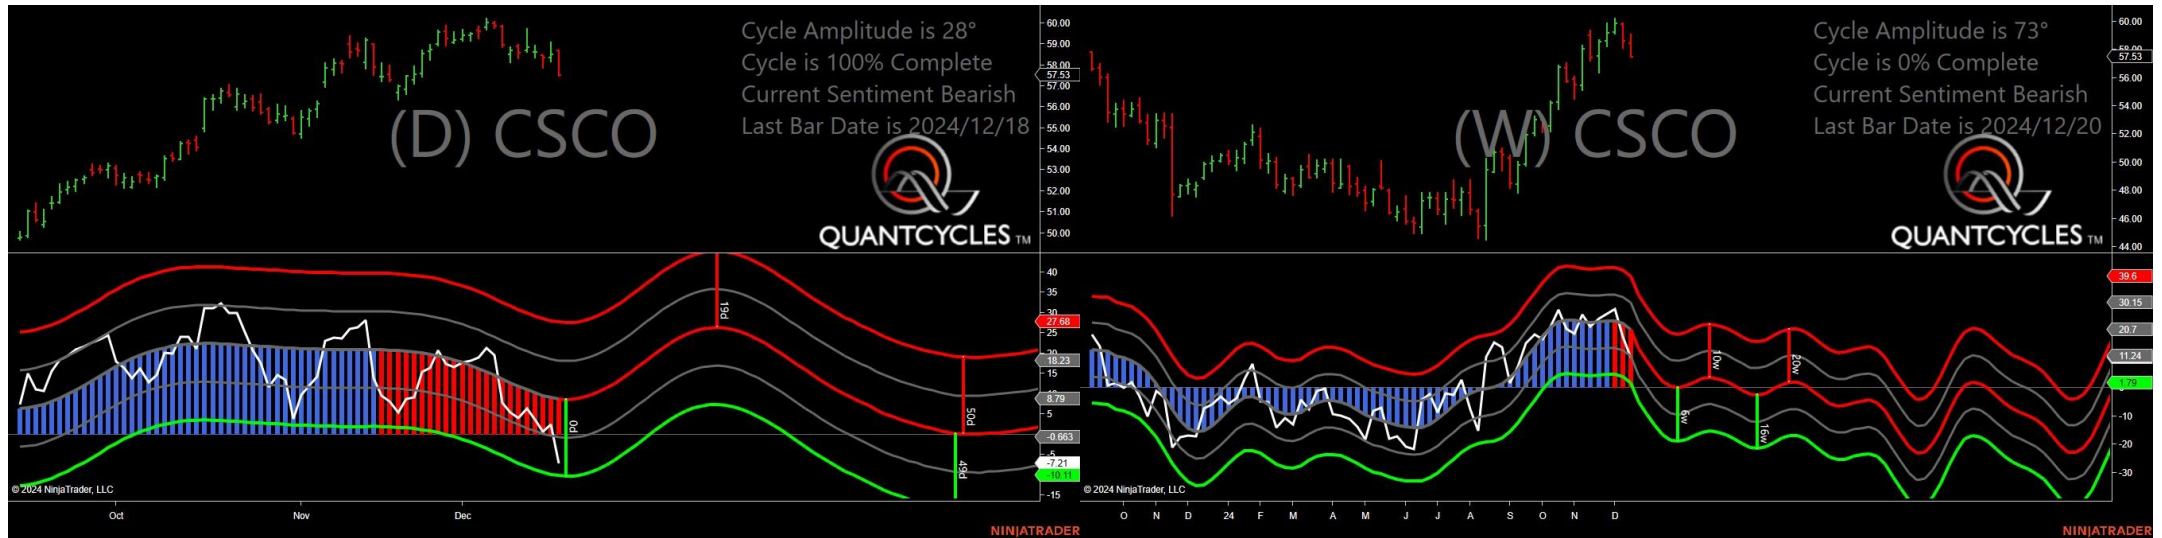 Cycle Amplitude is 28°
Cycle is 100% Complete
Current Sentiment Bearish
Last Bar Date is 2024/12/18
(D) CSCO
QUANTCYCLES TM
60.00
59.00
58.00
57.53
57.00
56.00
55.00
54.00
53.00
52.00
51.00
50.00
40
35
30
27.68
25
20
18.23
15
10
8.79
5
-0.663
-5
-7.21
-10.11
-15
19d
0d
50d
49d
© 2024 NinjaTrader, LLC
Oct Nov Dec
NINJATRADER
Cycle Amplitude is 73°
Cycle is 0% Complete
Current Sentiment Bearish
Last Bar Date is 2024/12/20
(W) CSCO
QUANTCYCLES TM
60.00
58.00
57.53
56.00
54.00
52.00
50.00
48.00
46.00
44.00
39.6
30.15
20.7
11.24
1.79
-10
-20
-30
10w
20w
6w
16w
© 2024 NinjaTrader, LLC
O N D 24 F M A M J J A S O N D
NINJATRADER